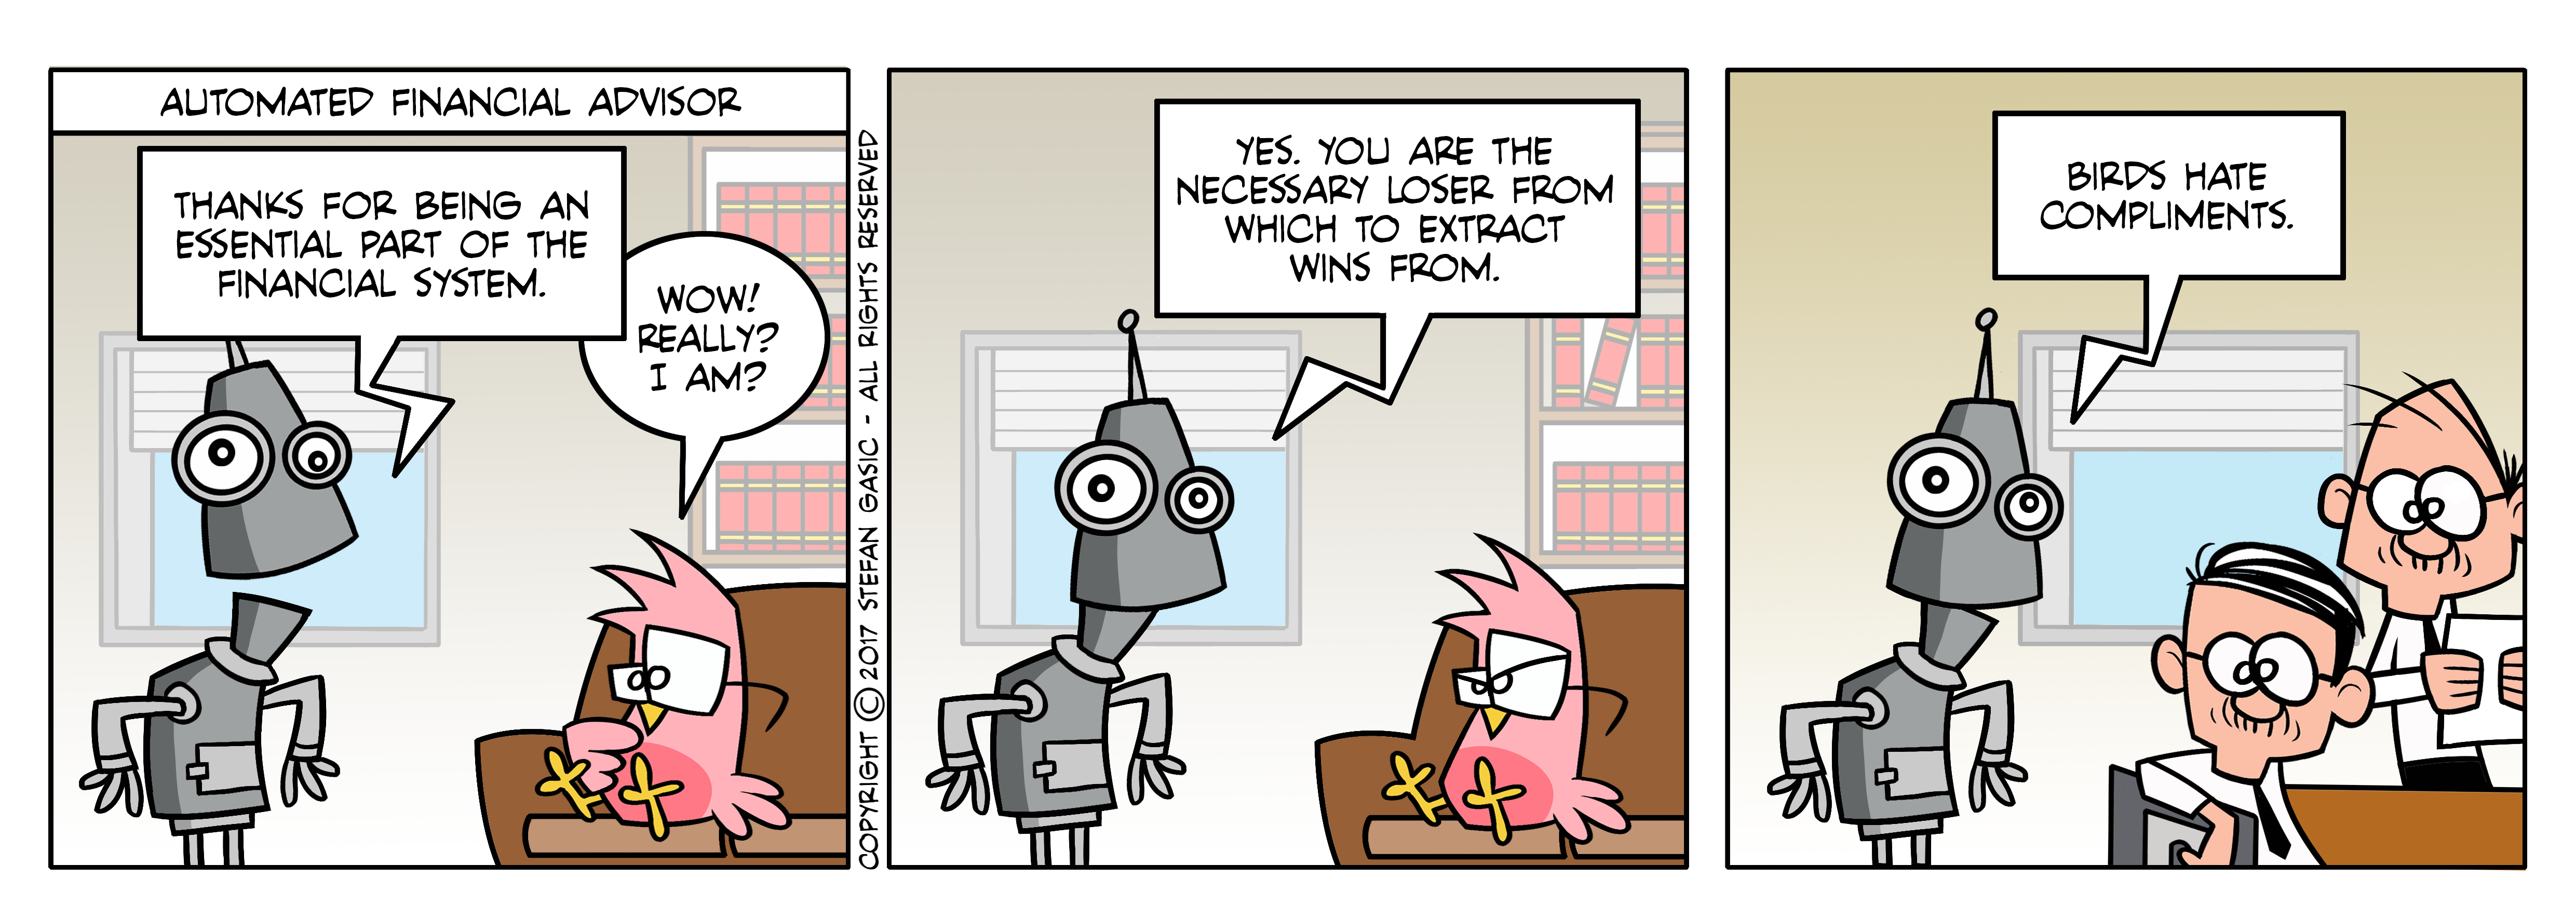 AUTOMATED FINANCIAL ADVISOR
THANKS FOR BEING AN
ESSENTIAL PART OF THE
FINANCIAL SYSTEM.
WOW!
REALLY?
I AM?
COPYRIGHT © 2017 STEFAN GASIC - ALL RIGHTS RESERVED
YES. YOU ARE THE
NECESSARY LOSER FROM
WHICH TO EXTRACT
WINS FROM.
BIRDS HATE
COMPLIMENTS.